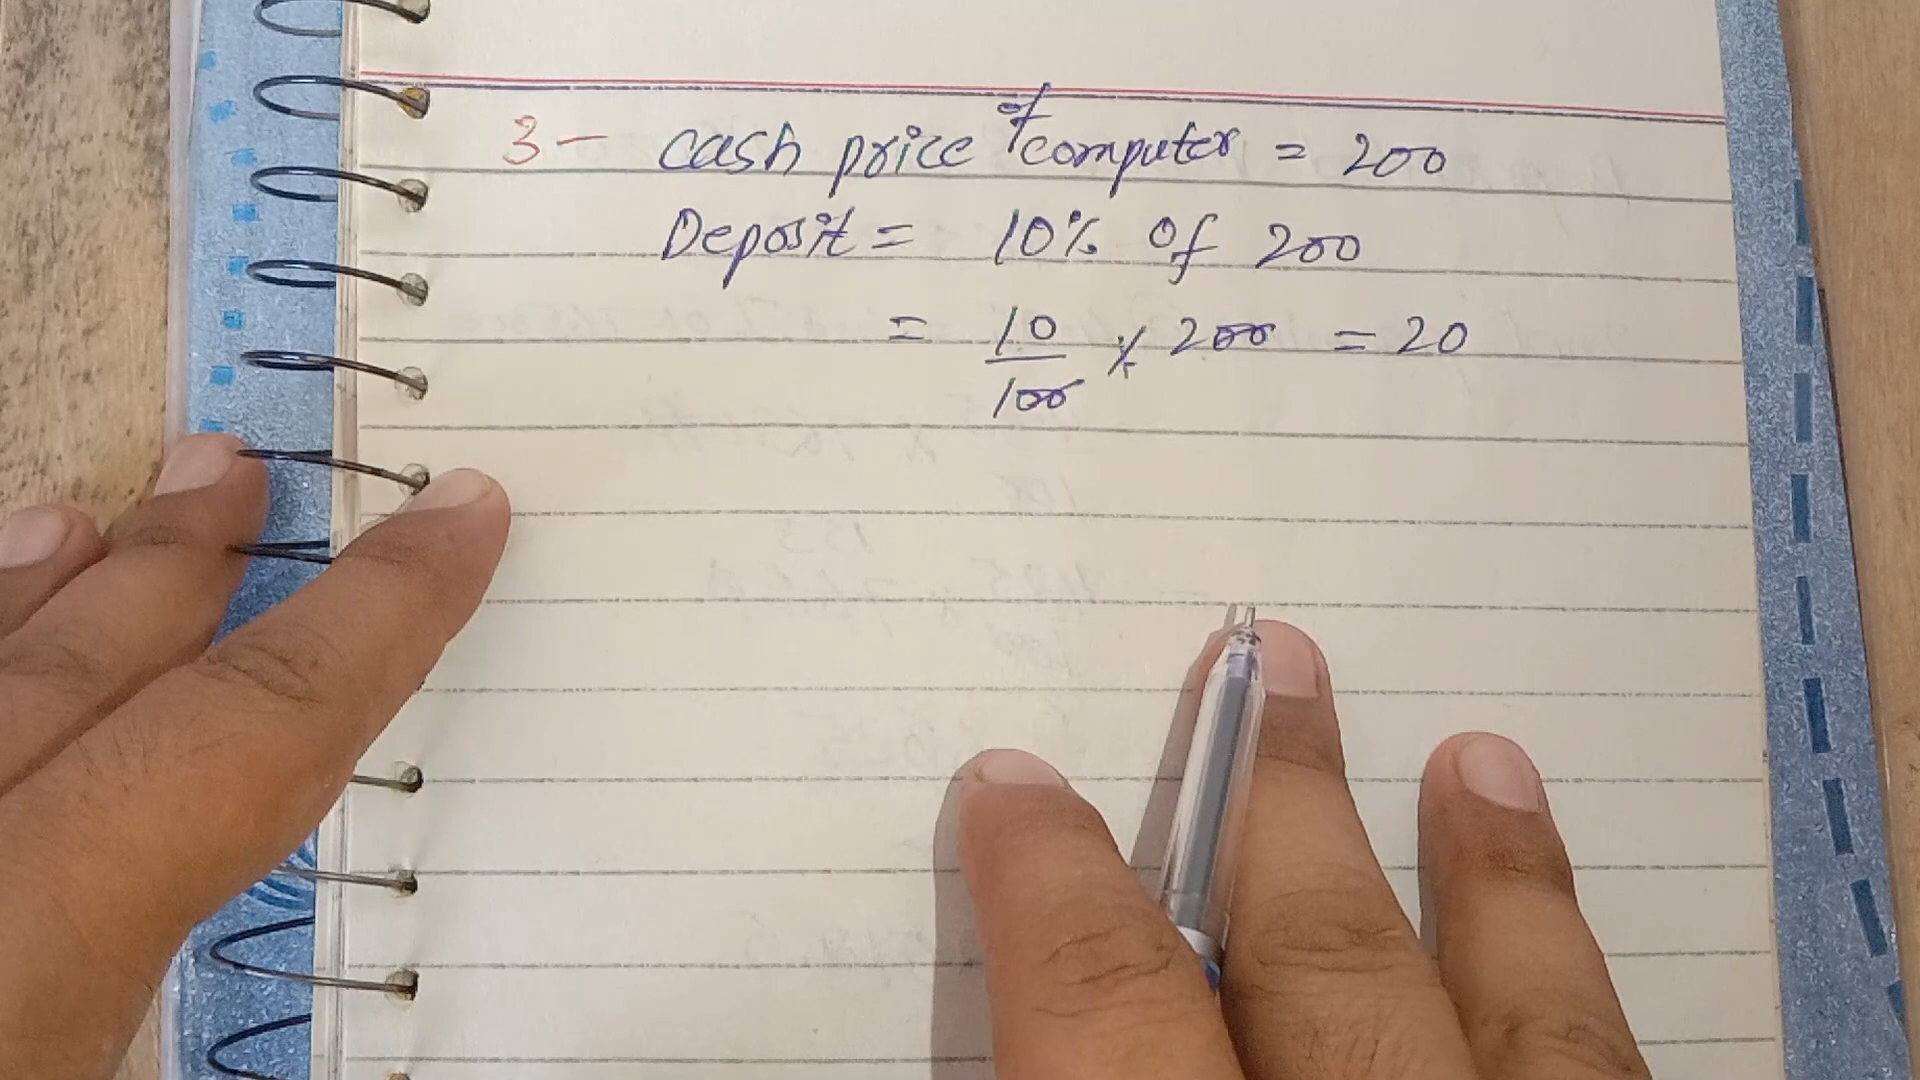 3- cash price of computer = 200
Deposit = 10% of 200
= 10/100 × 200 = 20